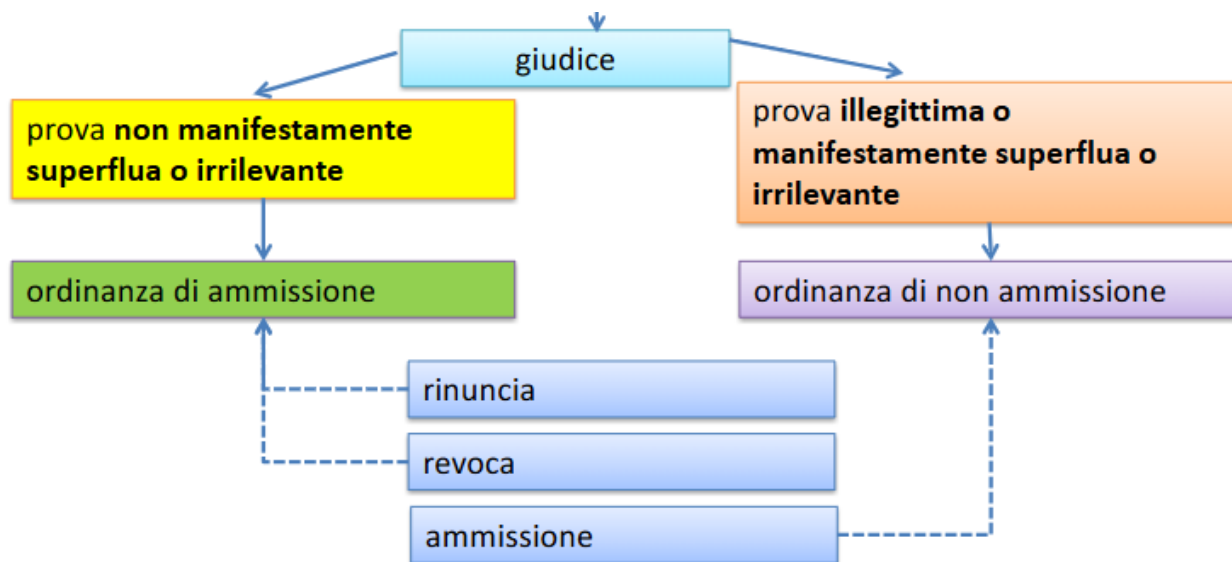 giudice
prova non manifestamente
superflua o irrilevante
prova illegittima o
manifestamente superflua o
irrilevante
ordinanza di ammissione
ordinanza di non ammissione
rinuncia
revoca
ammissione